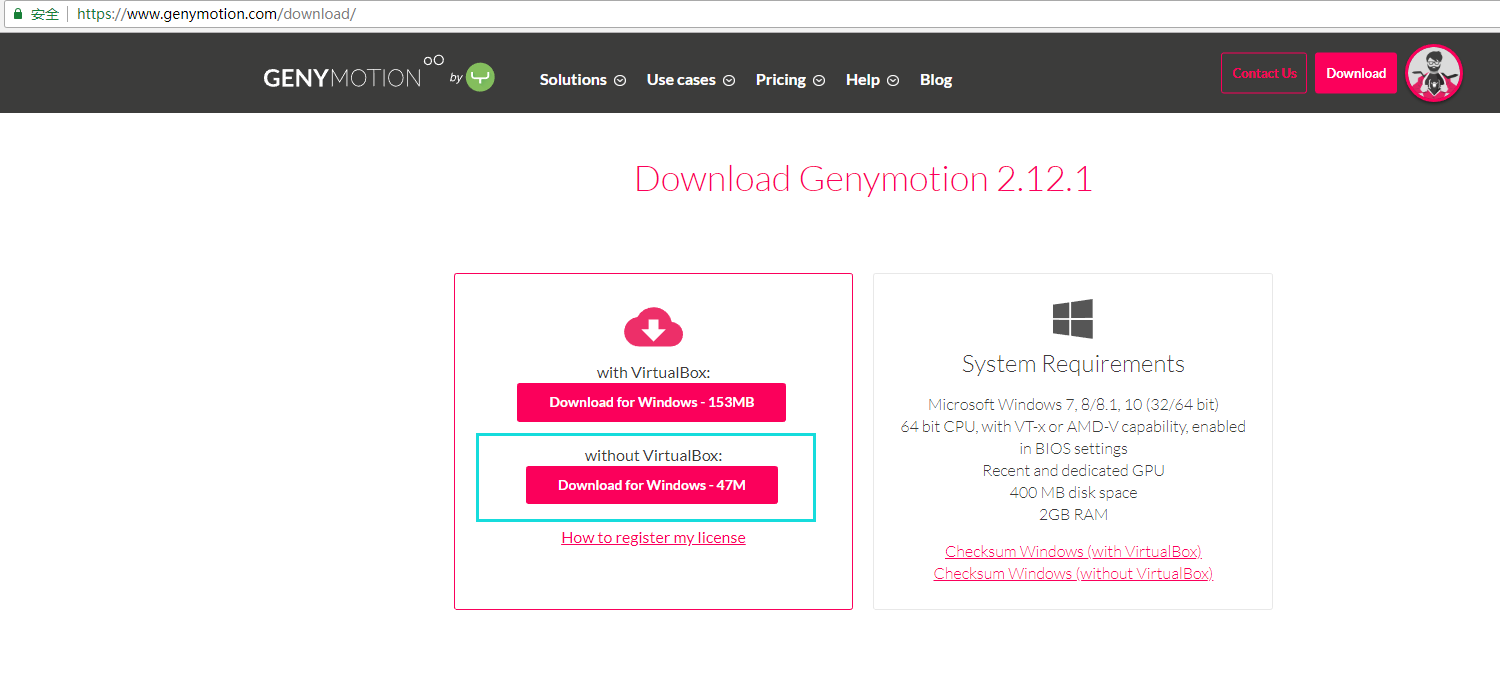 安全 https://www.genymotion.com/download/
GENYMOTION by Solutions Use cases Pricing Help Blog Contact Us Download
Download Genymotion 2.12.1
with VirtualBox:
Download for Windows - 153MB
without VirtualBox:
Download for Windows - 47M
How to register my license
System Requirements
Microsoft Windows 7, 8/8.1, 10 (32/64 bit)
64 bit CPU, with VT-x or AMD-V capability, enabled
in BIOS settings
Recent and dedicated GPU
400 MB disk space
2GB RAM
Checksum Windows (with VirtualBox)
Checksum Windows (without VirtualBox)